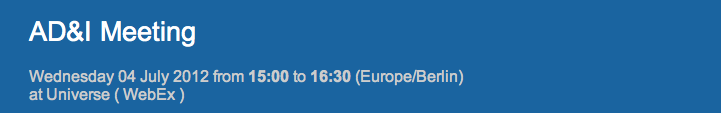 AD&I Meeting
Wednesday 04 July 2012 from 15:00 to 16:30 (Europe/Berlin)
at Universe ( WebEx )